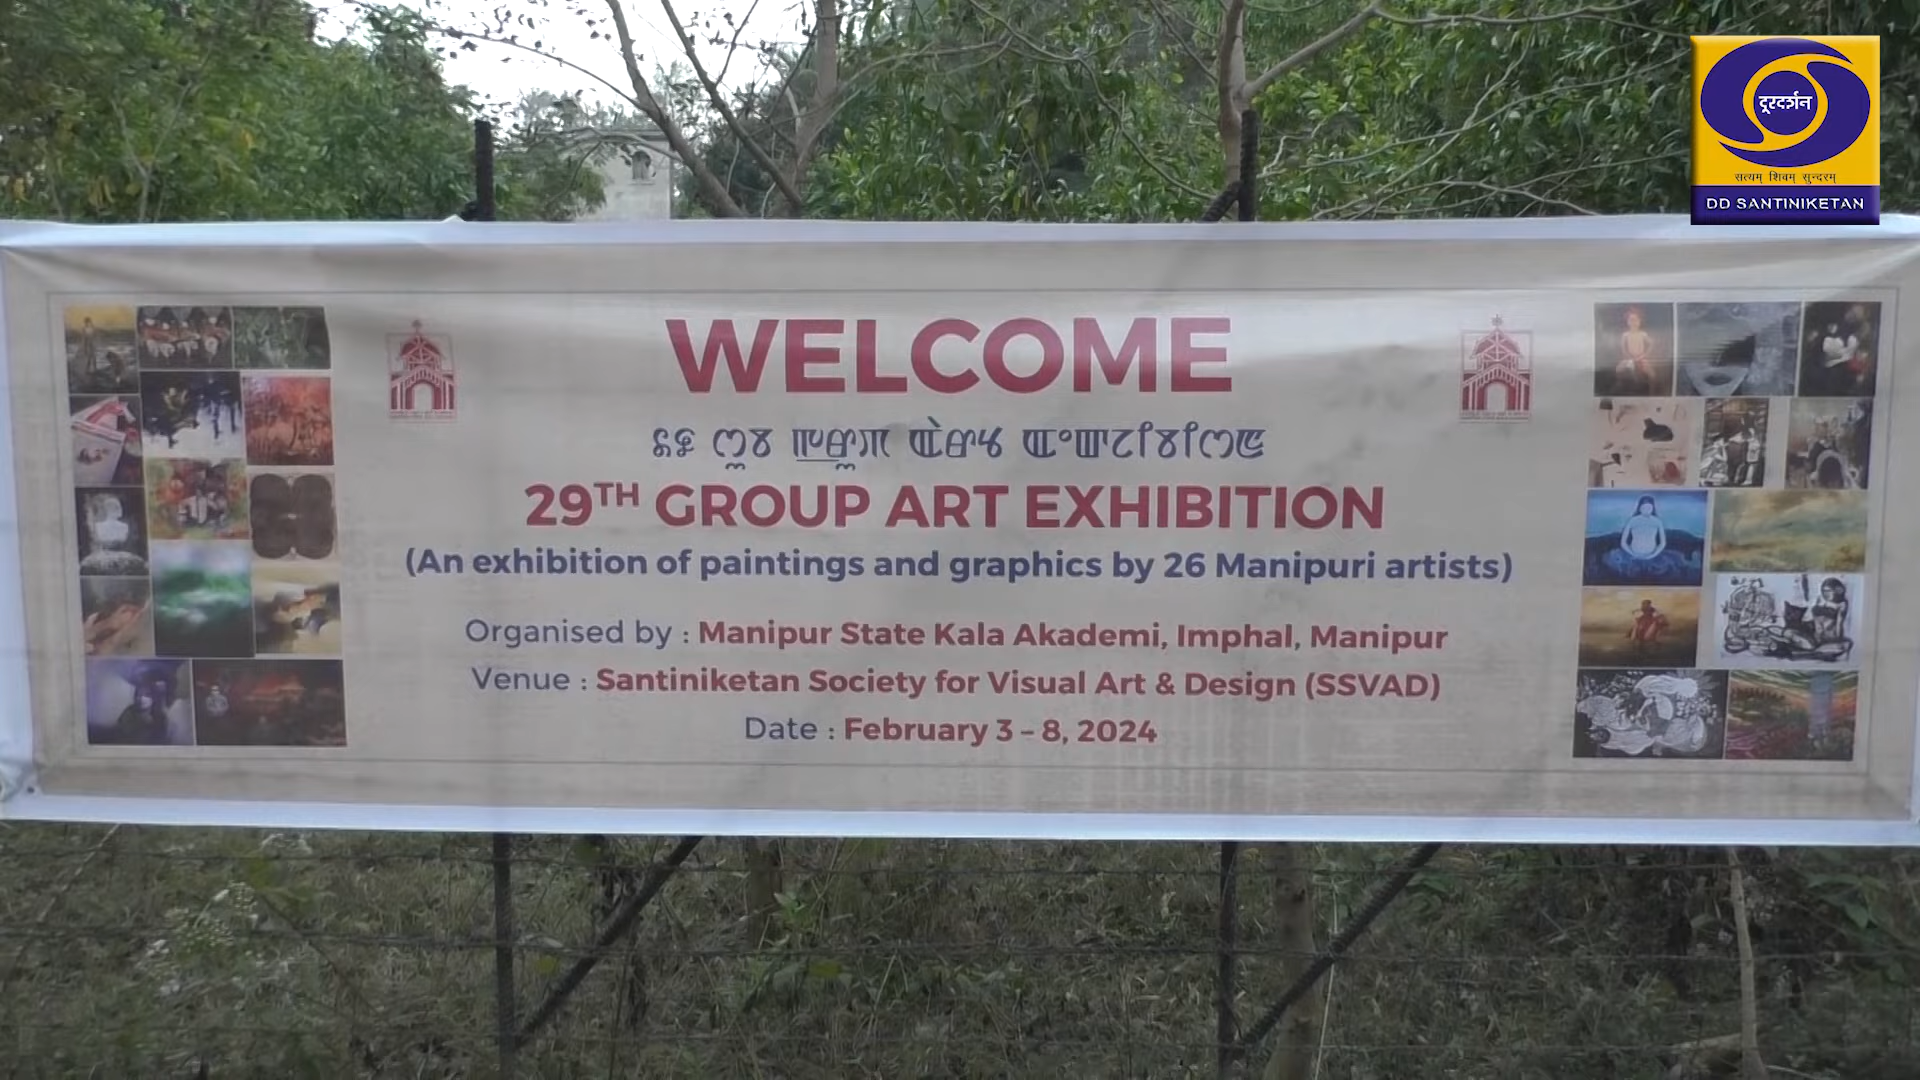 दूरदर्शन
सत्यम् शिवम् सुन्दरम्
DD SANTINIKETAN
WELCOME
꯲꯹ ꯁꯨꯕ ꯒ꯭ꯔꯨꯞ ꯑꯥꯔꯠ
29TH GROUP ART EXHIBITION
(An exhibition of paintings and graphics by 26 Manipuri artists)
Organised by : Manipur State Kala Akademi, Imphal, Manipur
Venue : Santiniketan Society for Visual Art & Design (SSVAD)
Date : February 3 – 8, 2024